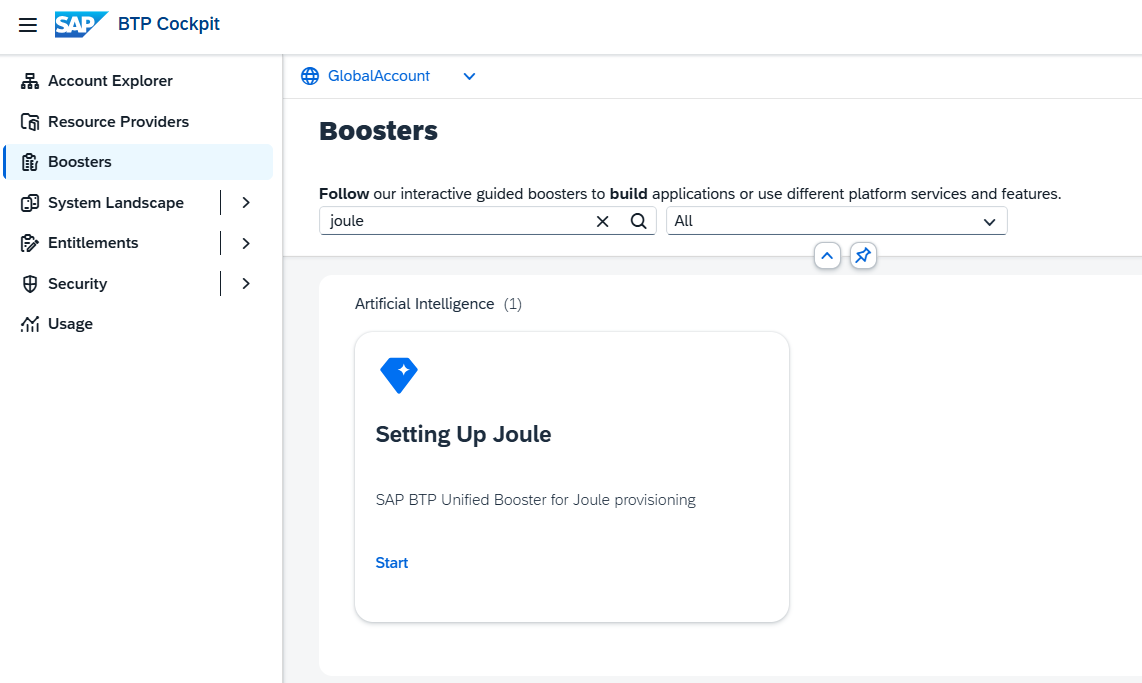 SAP BTP Cockpit
Account Explorer
Resource Providers
Boosters
System Landscape
Entitlements
Security
Usage
GlobalAccount
Boosters
Follow our interactive guided boosters to build applications or use different platform services and features.
joule
All
Artificial Intelligence (1)
Setting Up Joule
SAP BTP Unified Booster for Joule provisioning
Start